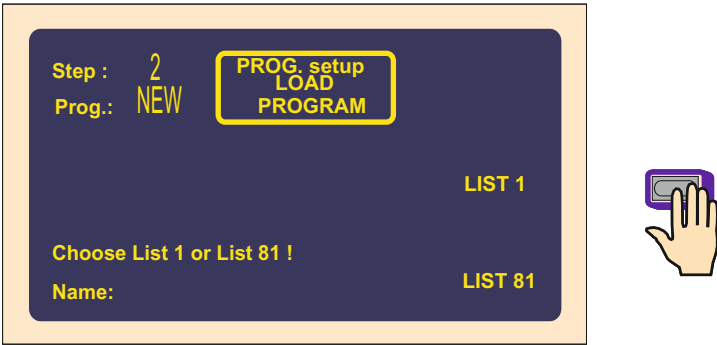 Step : 2
Prog.: NEW
PROG. setup
LOAD
PROGRAM
LIST 1
Choose List 1 or List 81 !
Name:
LIST 81